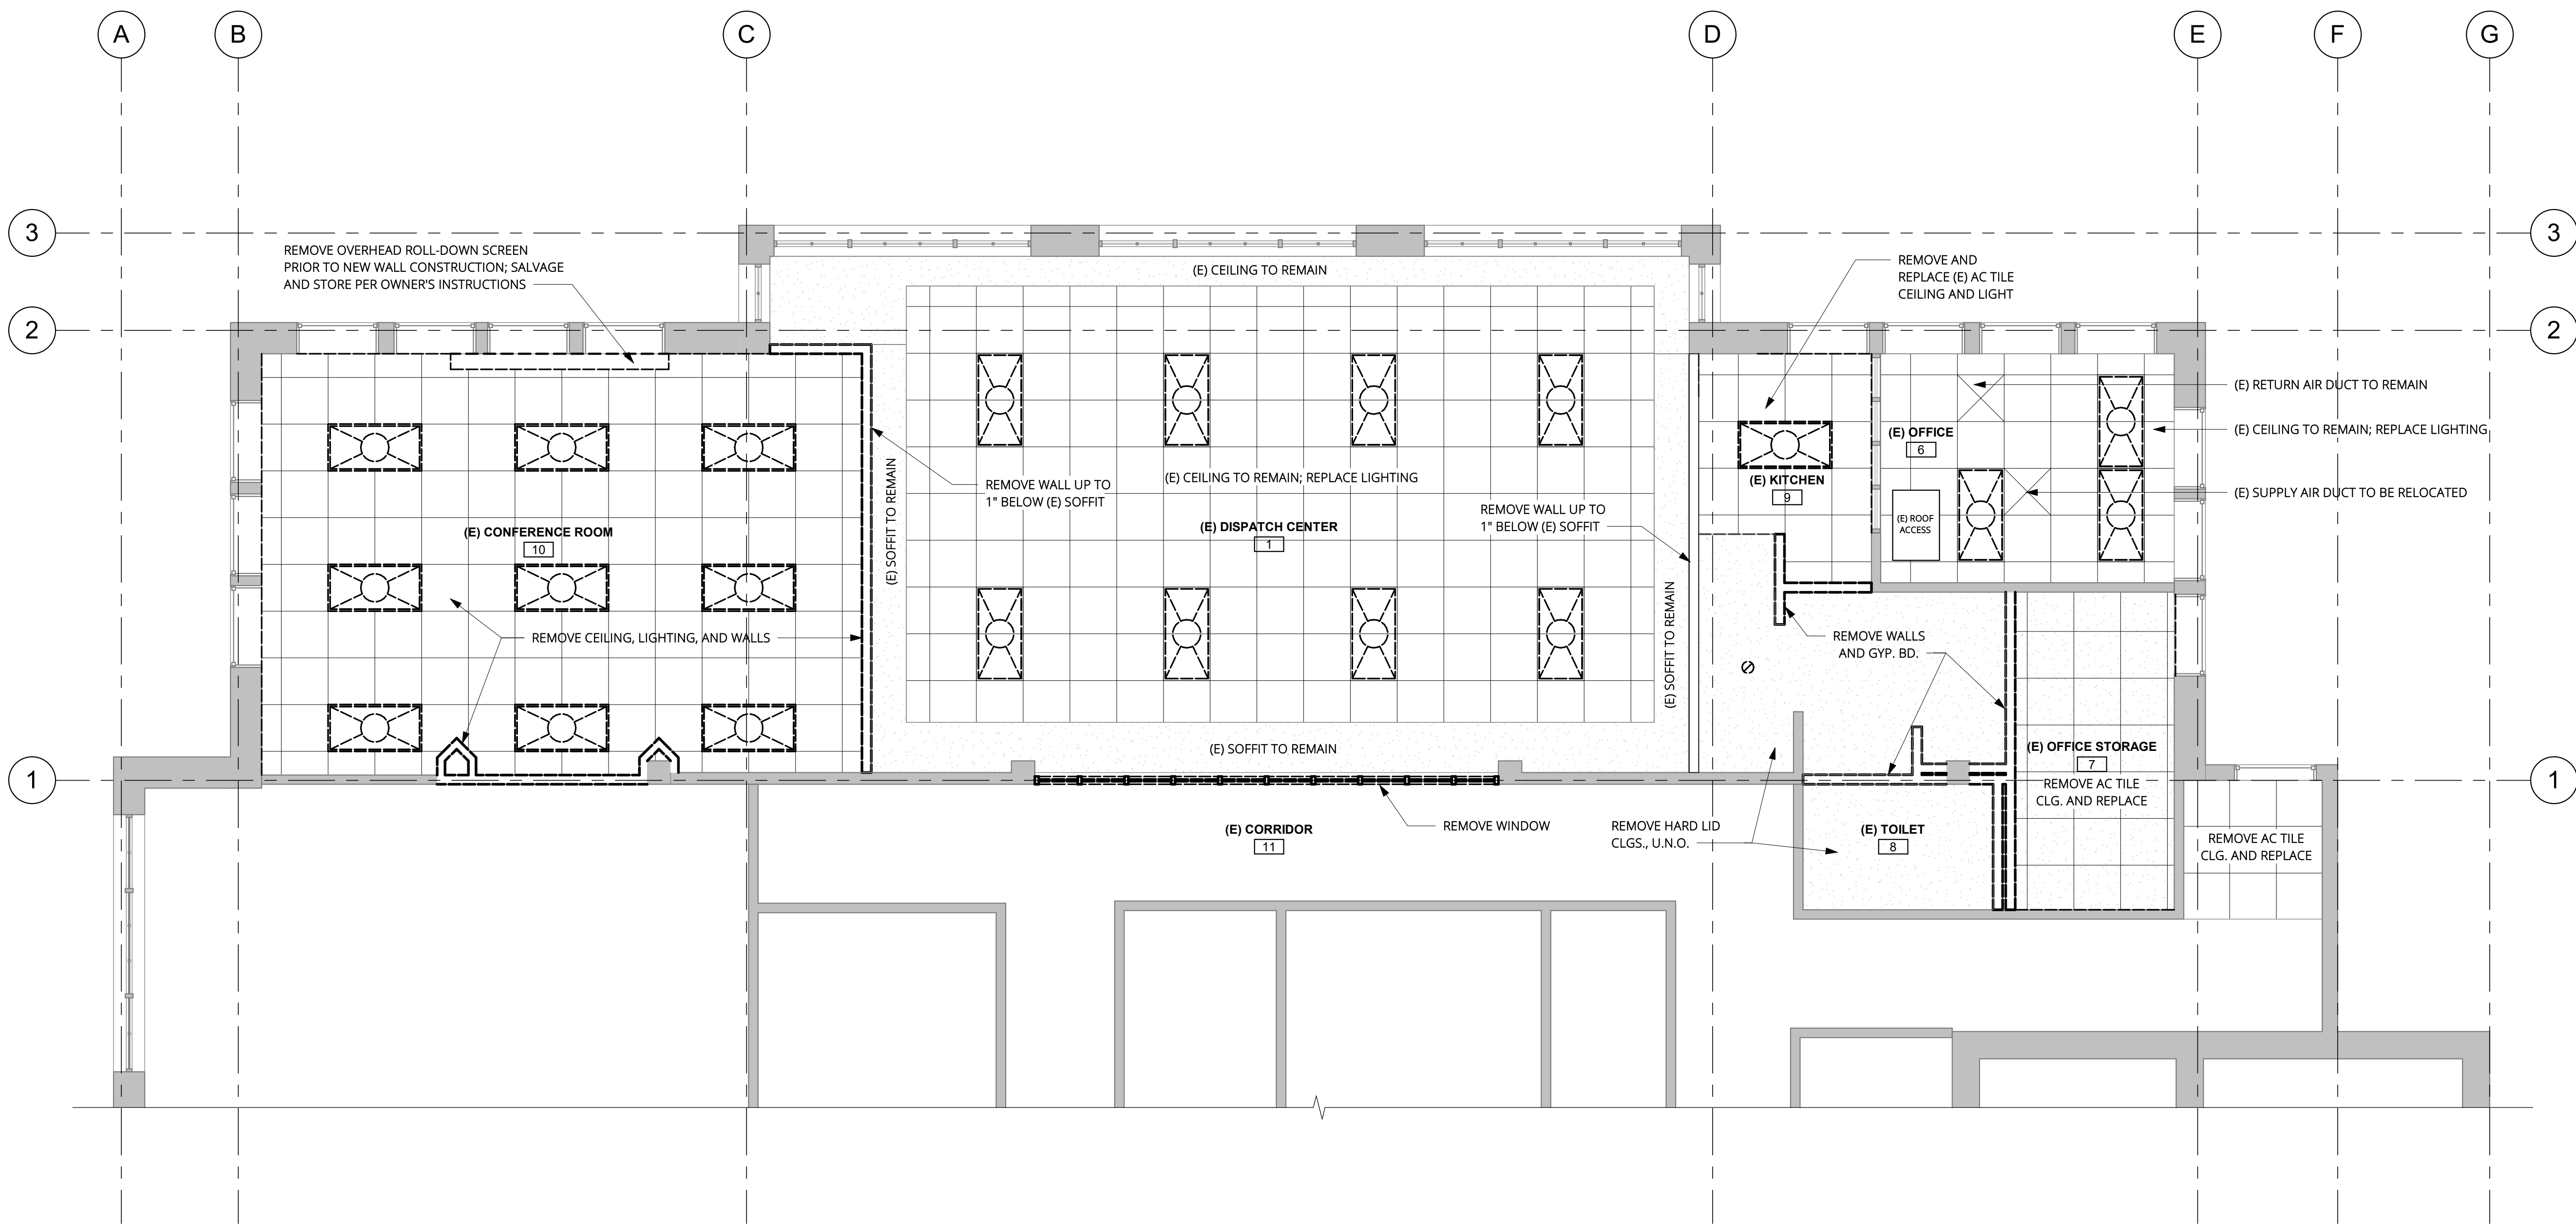 A
B
C
D
E
F
G
3
3
REMOVE OVERHEAD ROLL-DOWN SCREEN
PRIOR TO NEW WALL CONSTRUCTION; SALVAGE
AND STORE PER OWNER'S INSTRUCTIONS
(E) CEILING TO REMAIN
REMOVE AND
REPLACE (E) AC TILE
CEILING AND LIGHT
2
2
(E) RETURN AIR DUCT TO REMAIN
(E) CEILING TO REMAIN; REPLACE LIGHTING
(E) OFFICE
6
(E) SOFFIT TO REMAIN
REMOVE WALL UP TO
1" BELOW (E) SOFFIT
(E) CEILING TO REMAIN; REPLACE LIGHTING
(E) KITCHEN
9
(E) SUPPLY AIR DUCT TO BE RELOCATED
REMOVE WALL UP TO
1" BELOW (E) SOFFIT
(E) ROOF
ACCESS
(E) CONFERENCE ROOM
10
(E) DISPATCH CENTER
1
(E) SOFFIT TO REMAIN
REMOVE CEILING, LIGHTING, AND WALLS
REMOVE WALLS
AND GYP. BD.
(E) SOFFIT TO REMAIN
(E) OFFICE STORAGE
7
REMOVE AC TILE
CLG. AND REPLACE
1
1
(E) CORRIDOR
11
REMOVE WINDOW
REMOVE HARD LID
CLGS., U.N.O.
(E) TOILET
8
REMOVE AC TILE
CLG. AND REPLACE